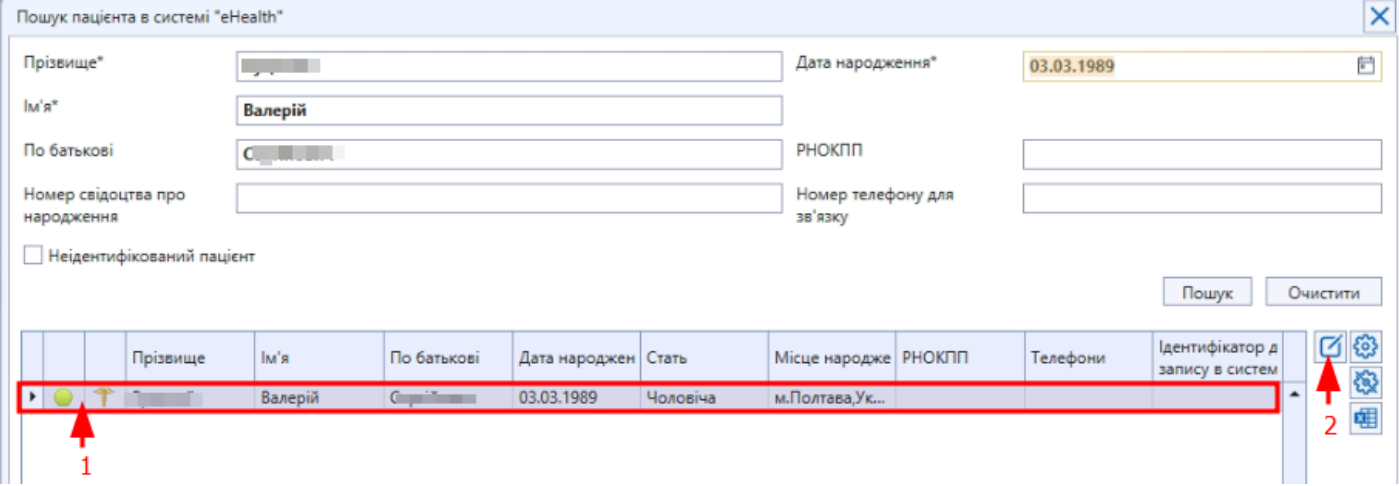 Пошук пацієнта в системі "eHealth"
Прізвище*
Дата народження*
03.03.1989
Ім'я*
Валерій
По батькові
РНОКПП
Номер свідоцтва про
народження
Номер телефону для
зв'язку
Неідентифікований пацієнт
Пошук
Очистити
Прізвище
Ім'я
По батькові
Дата народжен
Стать
Місце народже
РНОКПП
Телефони
Ідентифікатор д
запису в систем
Валерій
03.03.1989
Чоловіча
м.Полтава,Ук...
1
2